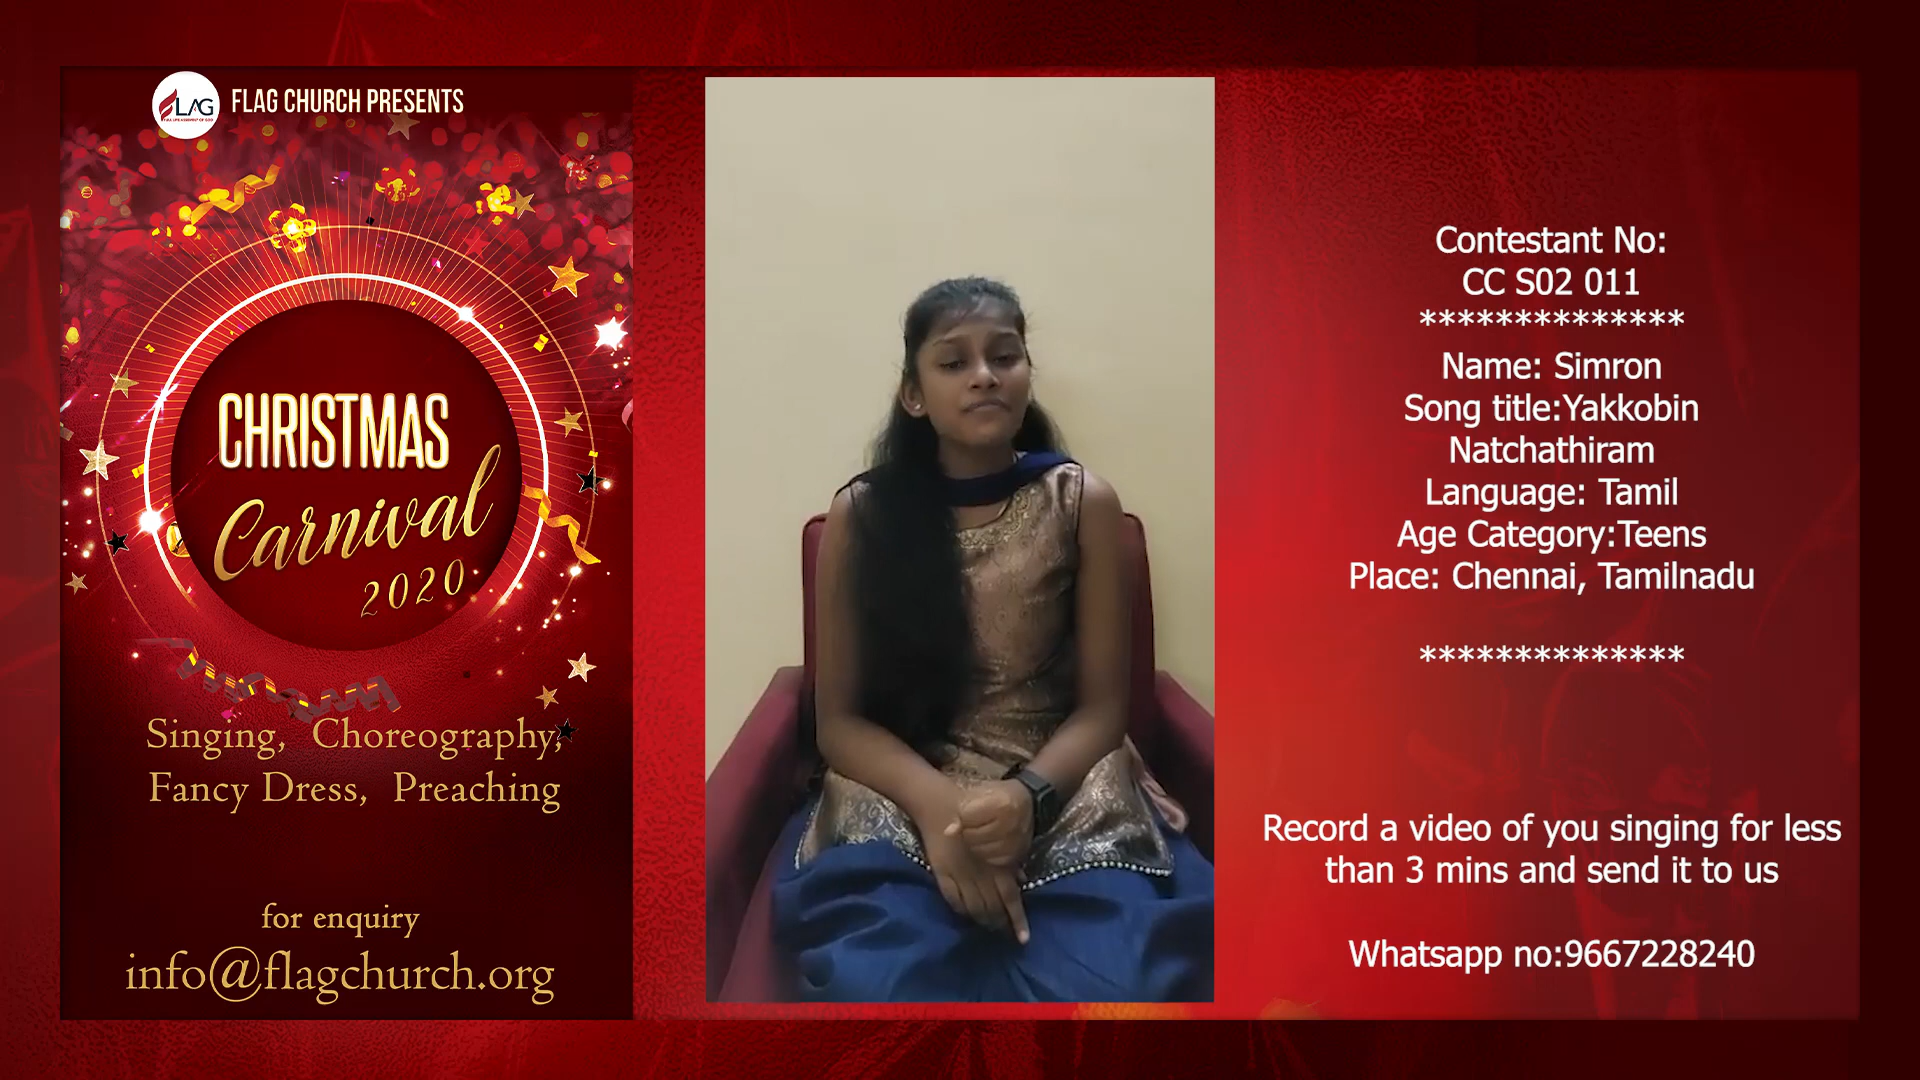 FLAG
FLAG CHURCH PRESENTS
CHRISTMAS
Carnival
2020
Singing, Choreography,
Fancy Dress, Preaching
for enquiry
info@flagchurch.org
Contestant No:
CC S02 011
**************
Name: Simron
Song title:Yakkobin
Natchathiram
Language: Tamil
Age Category:Teens
Place: Chennai, Tamilnadu
**************
Record a video of you singing for less
than 3 mins and send it to us
Whatsapp no:9667228240